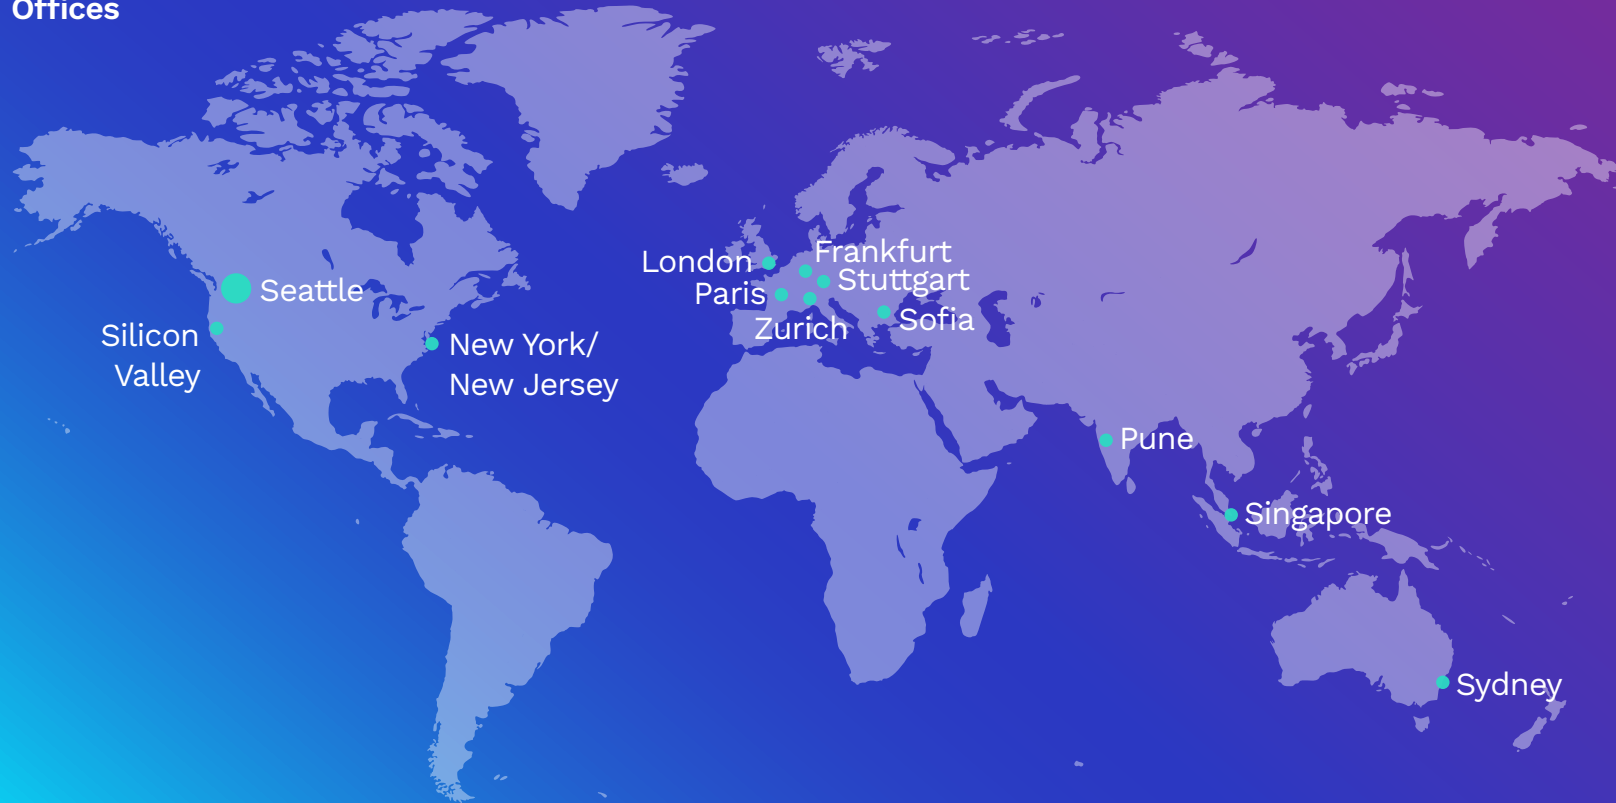 Offices
Seattle
Silicon
Valley
New York/
New Jersey
London
Paris
Frankfurt
Stuttgart
Zurich
Sofia
Pune
Singapore
Sydney